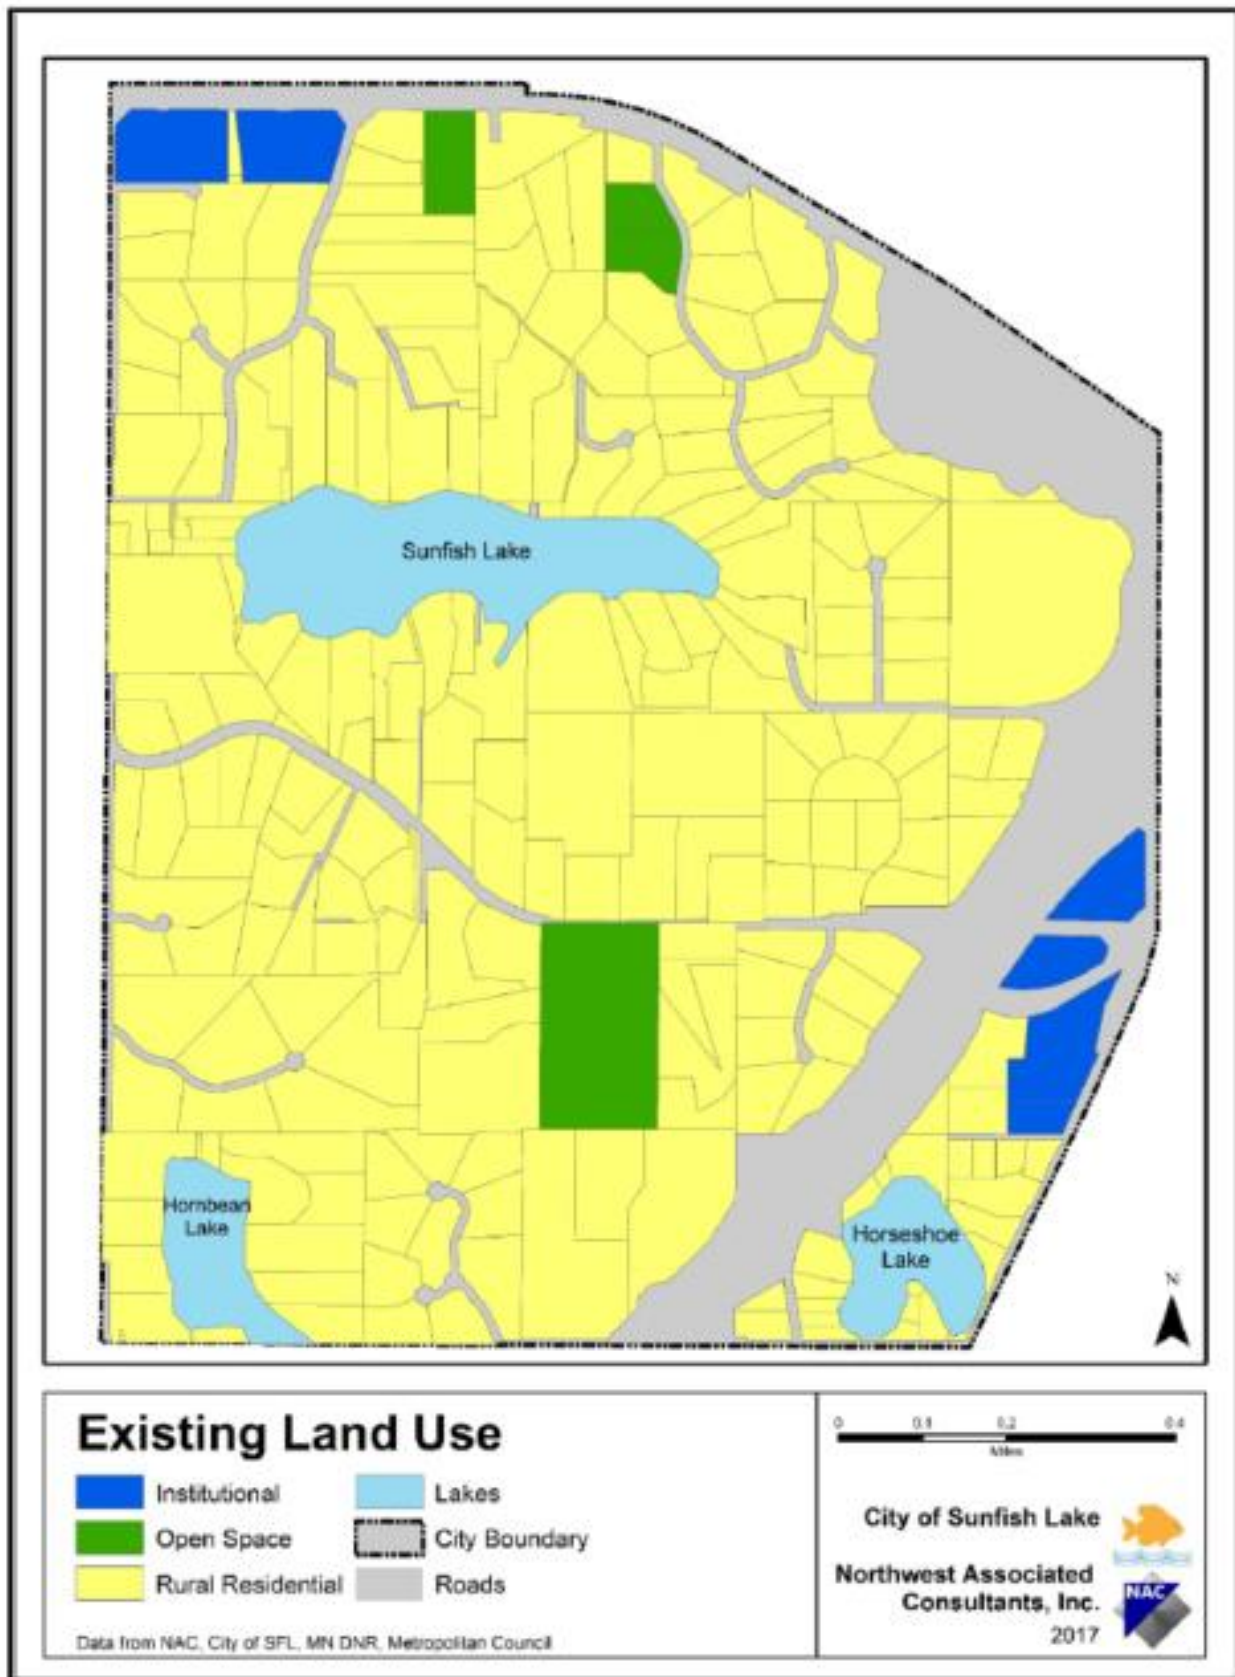 Sunfish Lake
Hornbean
Lake
Horseshoe
Lake
N
Existing Land Use
Institutional
Open Space
Rural Residential
Lakes
City Boundary
Roads
Data from NAC, City of SFL, MN DNR, Metropolitan Council
0 0.1 0.2 0.4
Miles
City of Sunfish Lake
Northwest Associated
Consultants, Inc.
2017
NAC